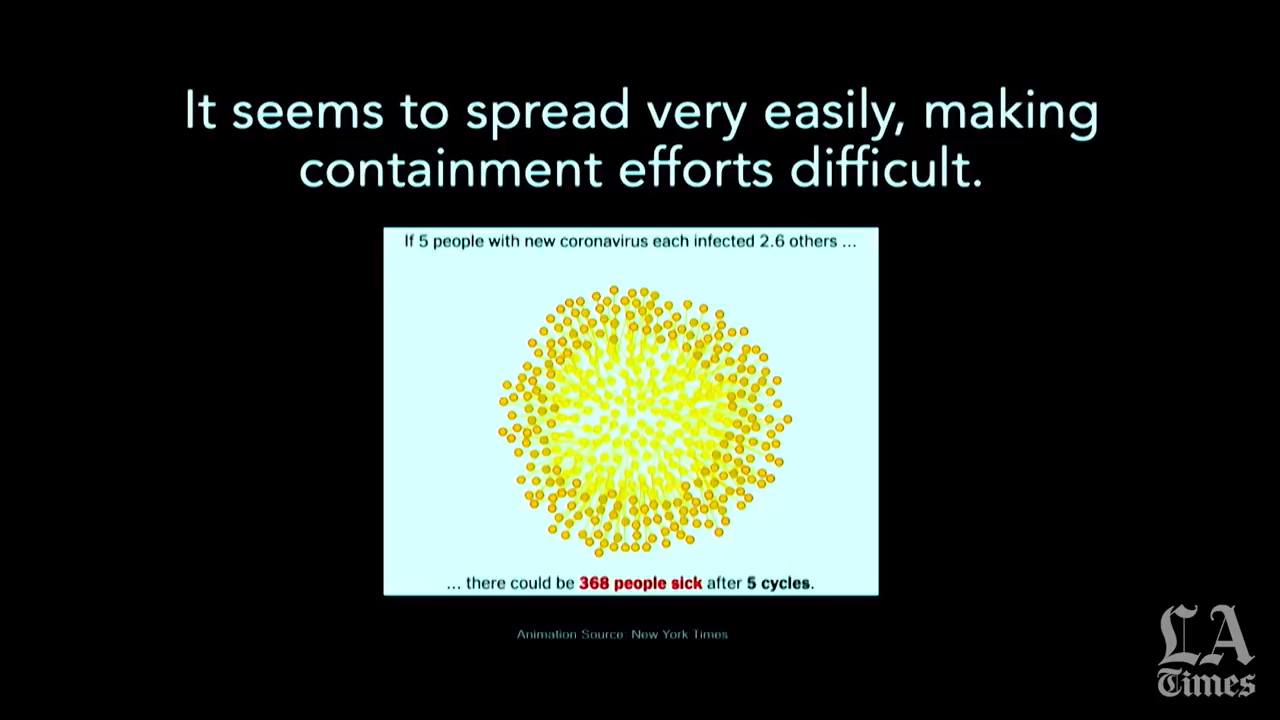 It seems to spread very easily, making
containment efforts difficult.
If 5 people with new coronavirus each infected 2.6 others ...
... there could be 368 people sick after 5 cycles.
Animation Source: New York Times
LA
Times